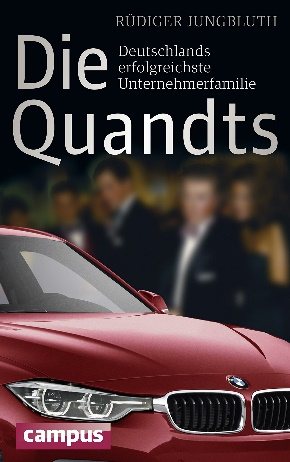 RÜDIGER JUNGBLUTH
Die
Deutschlands
erfolgreichste
Unternehmerfamilie
Quandts
campus